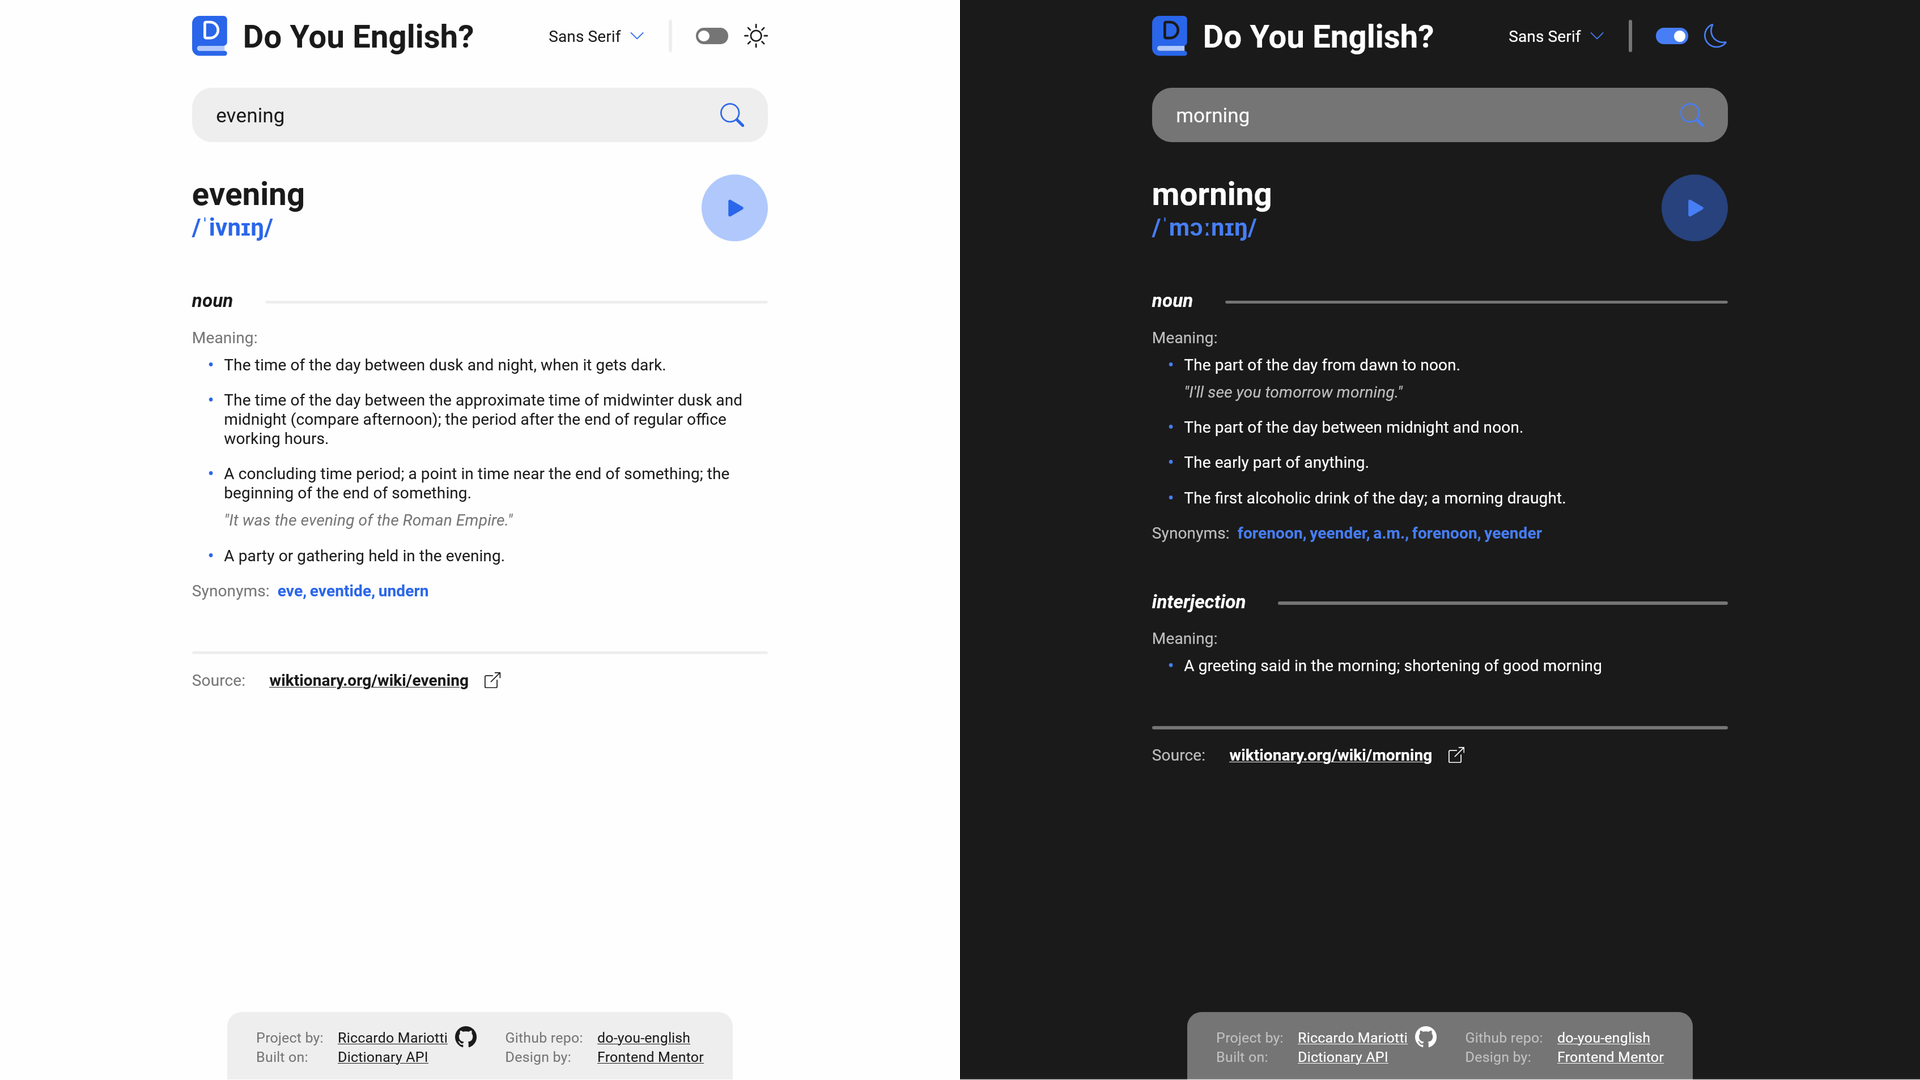 D Do You English?
Sans Serif
evening
evening
/ˈivnɪŋ/
noun
Meaning:
• The time of the day between dusk and night, when it gets dark.
• The time of the day between the approximate time of midwinter dusk and
midnight (compare afternoon); the period after the end of regular office
working hours.
• A concluding time period; a point in time near the end of something; the
beginning of the end of something.
"It was the evening of the Roman Empire."
• A party or gathering held in the evening.
Synonyms: eve, eventide, undern
Source: wiktionary.org/wiki/evening
Project by: Riccardo Mariotti Github repo: do-you-english
Built on: Dictionary API Design by: Frontend Mentor
D Do You English?
Sans Serif
morning
morning
/ˈmɔːnɪŋ/
noun
Meaning:
• The part of the day from dawn to noon.
"I'll see you tomorrow morning."
• The part of the day between midnight and noon.
• The early part of anything.
• The first alcoholic drink of the day; a morning draught.
Synonyms: forenoon, yeender, a.m., forenoon, yeender
interjection
Meaning:
• A greeting said in the morning; shortening of good morning
Source: wiktionary.org/wiki/morning
Project by: Riccardo Mariotti Github repo: do-you-english
Built on: Dictionary API Design by: Frontend Mentor